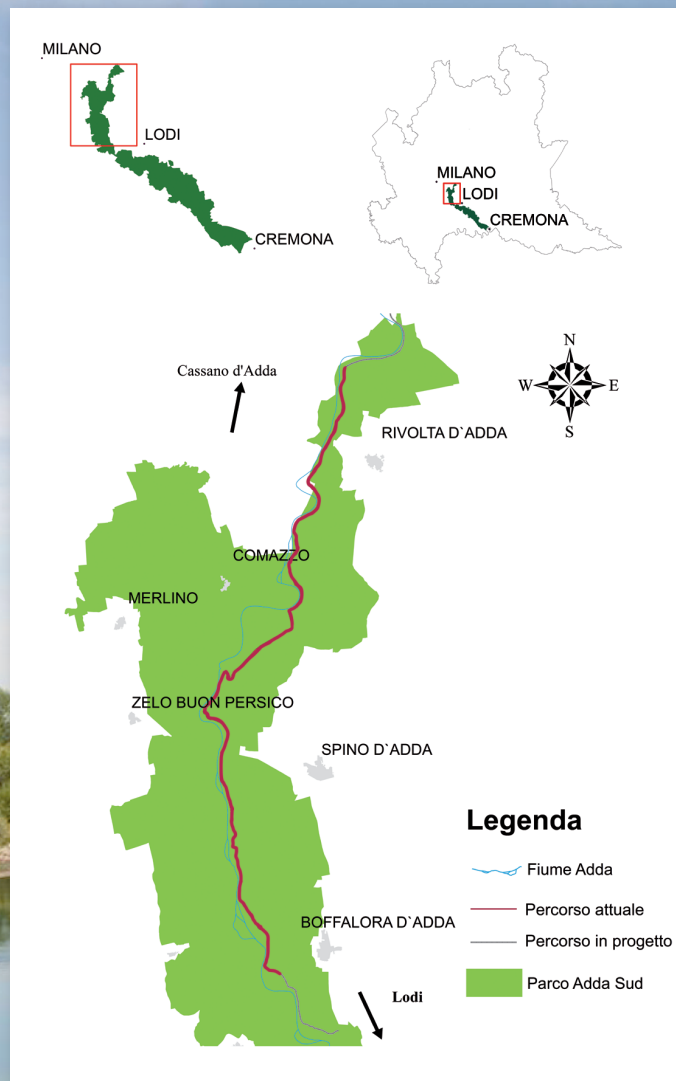 MILANO
LODI
CREMONA
MILANO
LODI
CREMONA
Cassano d'Adda
N
W
E
S
RIVOLTA D`ADDA
COMAZZO
MERLINO
ZELO BUON PERSICO
SPINO D`ADDA
Legenda
Fiume Adda
Percorso attuale
BOFFALORA D`ADDA
Percorso in progetto
Parco Adda Sud
Lodi